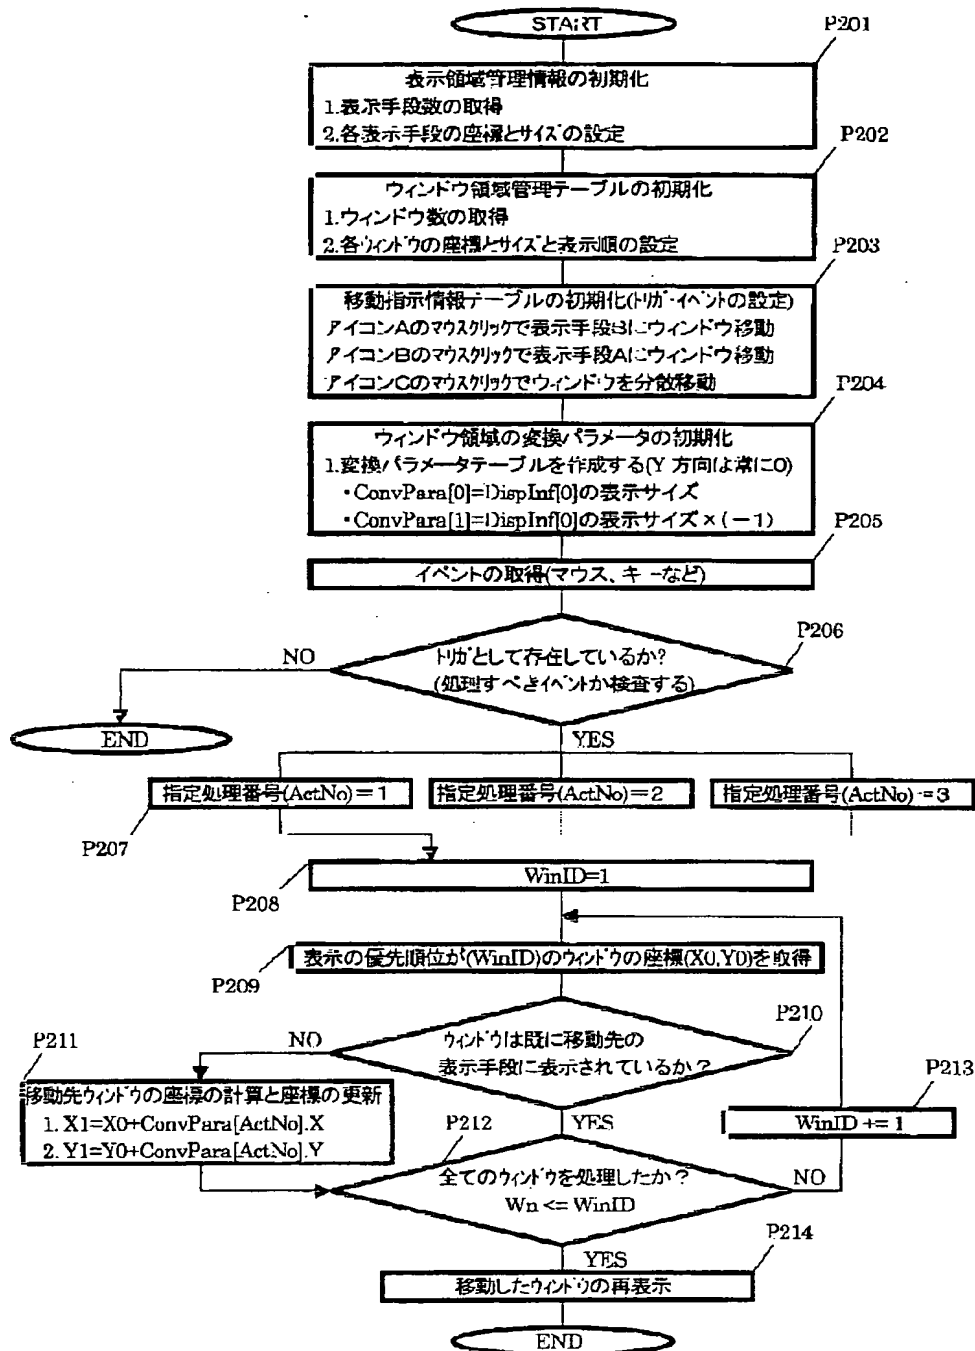 START
P201
表示領域管理情報の初期化
1.表示手段数の取得
2.各表示手段の座標とサイズの設定
P202
ウィンドウ領域管理テーブルの初期化
1.ウィンドウ数の取得
2.各ウィンドウの座標とサイズと表示順の設定
P203
移動指示情報テーブルの初期化(トリガ・イベントの設定)
アイコンAのマウスクリックで表示手段Bにウィンドウ移動
アイコンBのマウスクリックで表示手段Aにウィンドウ移動
アイコンCのマウスクリックでウィンドウを分散移動
P204
ウィンドウ領域の変換パラメータの初期化
1.変換パラメータテーブルを作成する(Y方向は常に0)
・ConvPara[0]=DispInf[0]の表示サイズ
・ConvPara[1]=DispInf[0]の表示サイズ×(-1)
P205
イベントの取得(マウス、キーなど)
P206
NO
トリガとして存在しているか?
(処理すべきイベントか検査する)
END
YES
指定処理番号(ActNo)=1
指定処理番号(ActNo)=2
指定処理番号(ActNo)=3
P207
WinID=1
P208
表示の優先順位が(WinID)のウィンドウの座標(X0,Y0)を取得
P209
P210
P211
NO
ウィンドウは既に移動先の
表示手段に表示されているか?
P213
移動先ウィンドウの座標の計算と座標の更新
1. X1=X0+ConvPara[ActNo].X
2. Y1=Y0+ConvPara[ActNo].Y
P212
YES
WinID += 1
全てのウィンドウを処理したか?
Wn <= WinID
NO
P214
YES
移動したウィンドウの再表示
END